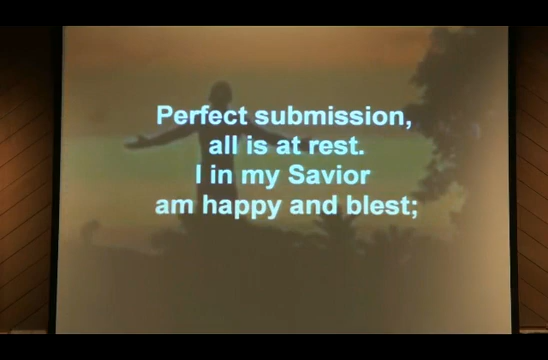 Perfect submission,
all is at rest.
I in my Savior
am happy and blest;